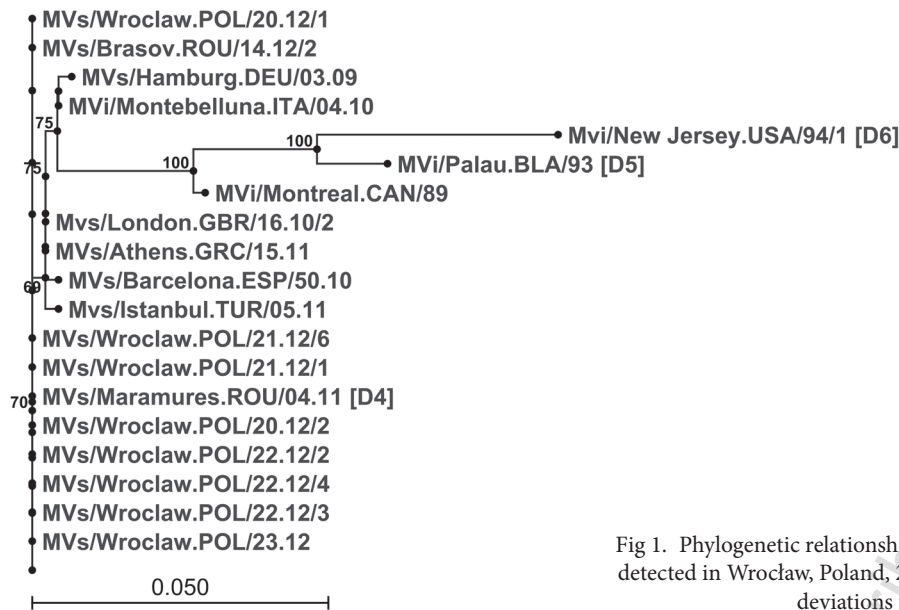 MVs/Wroclaw.POL/20.12/1
MVs/Brasov.ROU/14.12/2
MVs/Hamburg.DEU/03.09
MVi/Montebelluna.ITA/04.10
75
100
Mvi/New Jersey.USA/94/1 [D6]
100
MVi/Palau.BLA/93 [D5]
75
MVi/Montreal.CAN/89
Mvs/London.GBR/16.10/2
MVs/Athens.GRC/15.11
MVs/Barcelona.ESP/50.10
69
Mvs/Istanbul.TUR/05.11
MVs/Wroclaw.POL/21.12/6
MVs/Wroclaw.POL/21.12/1
MVs/Maramures.ROU/04.11 [D4]
70
MVs/Wroclaw.POL/20.12/2
MVs/Wroclaw.POL/22.12/2
MVs/Wroclaw.POL/22.12/4
MVs/Wroclaw.POL/22.12/3
MVs/Wroclaw.POL/23.12
0.050
Fig 1. Phylogenetic relationsh
detected in Wrocław, Poland, 2
deviations